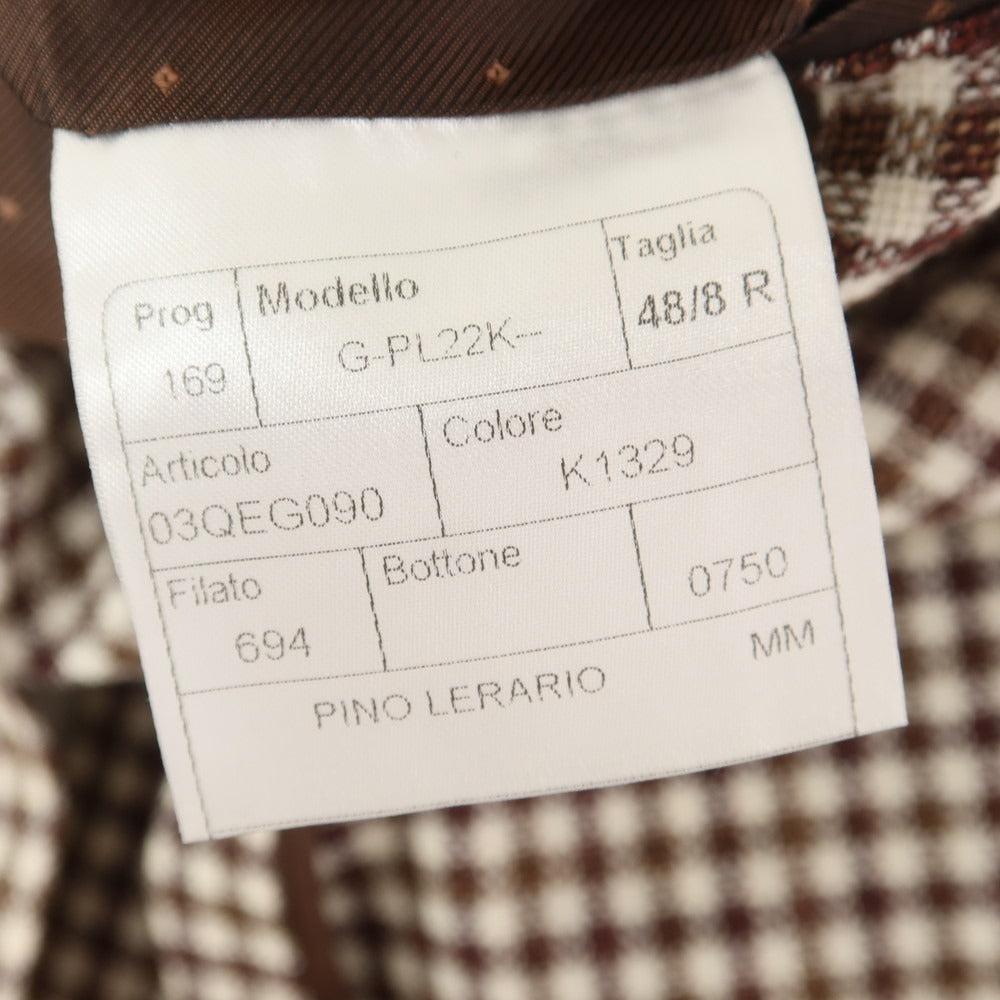 Prog
169
Modello
G-PL22K--
Taglia
48/8 R
Articolo
03QEG090
Colore
K1329
Filato
694
Bottone
0750
MM
PINO LERARIO